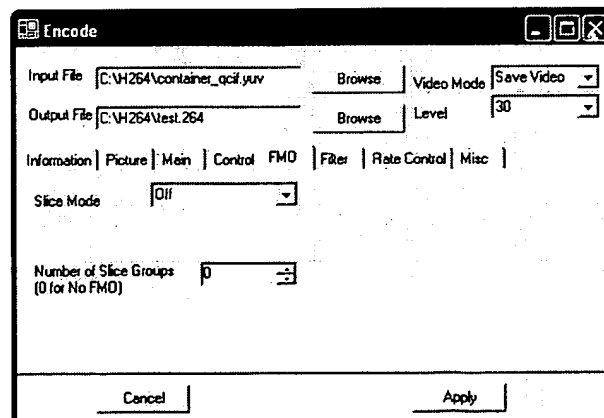 Encode
Input File C:\H264\container_qcif.yuv Browse Video Mode Save Video
Output File C:\H264\test.264 Browse Level 30
Information Picture Main Control FMO Filter Rate Control Misc
Slice Mode Off
Number of Slice Groups 0
(0 for No FMO)
Cancel Apply